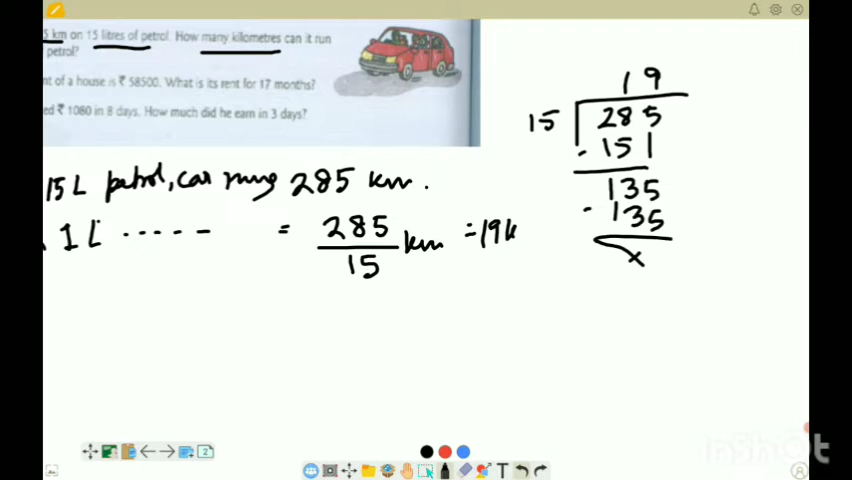 5 km on 15 litres of petrol. How many kilometres can it run
petrol?
nt of a house is ₹ 58500. What is its rent for 17 months?
ed ₹ 1080 in 8 days. How much did he earn in 3 days?
15L petrol, car runs 285 km.
1L ----- = 285/15 km = 19k
19
15 285
- 15↓
135
- 135
x
2
T
InShot